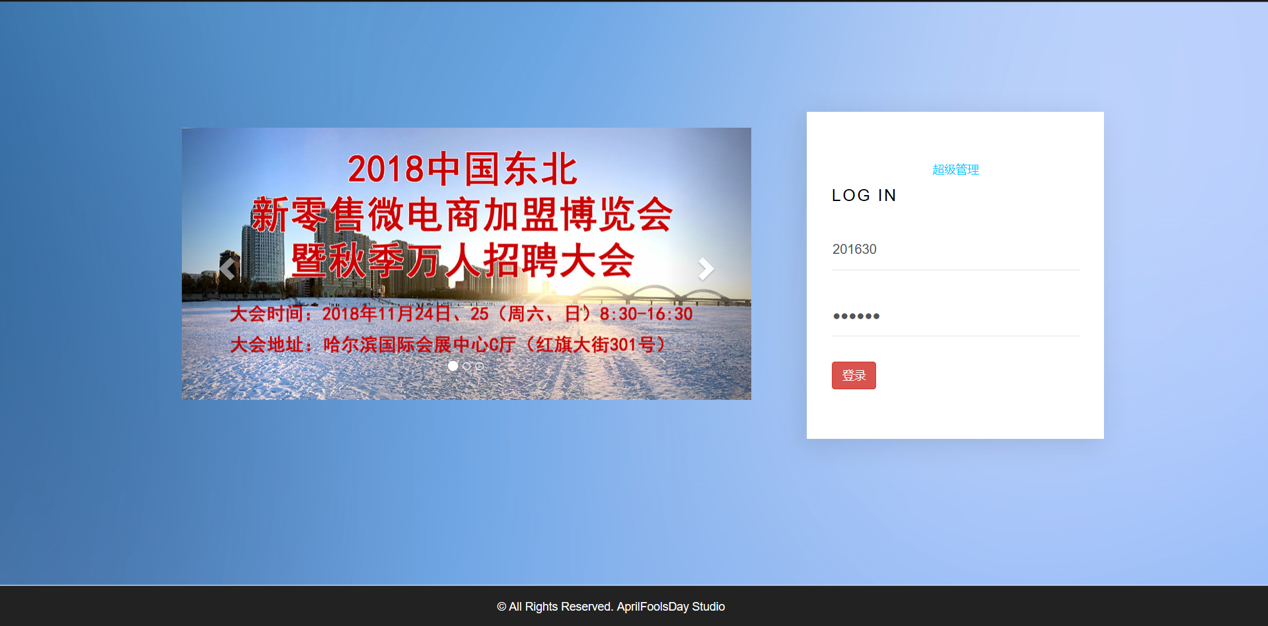 2018中国东北
新零售微电商加盟博览会
暨秋季万人招聘大会
大会时间：2018年11月24日、25（周六、日）8:30-16:30
大会地址：哈尔滨国际会展中心C厅（红旗大街301号）
超级管理
LOG IN
201630
••••••
登录
© All Rights Reserved. AprilFoolsDay Studio